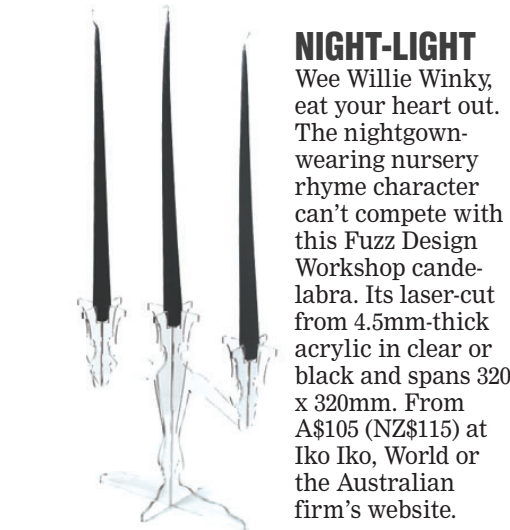 NIGHT-LIGHT
Wee Willie Winky,
eat your heart out.
The nightgown-
wearing nursery
rhyme character
can't compete with
this Fuzz Design
Workshop cande-
labra. Its laser-cut
from 4.5mm-thick
acrylic in clear or
black and spans 320
x 320mm. From
A$105 (NZ$115) at
Iko Iko, World or
the Australian
firm's website.